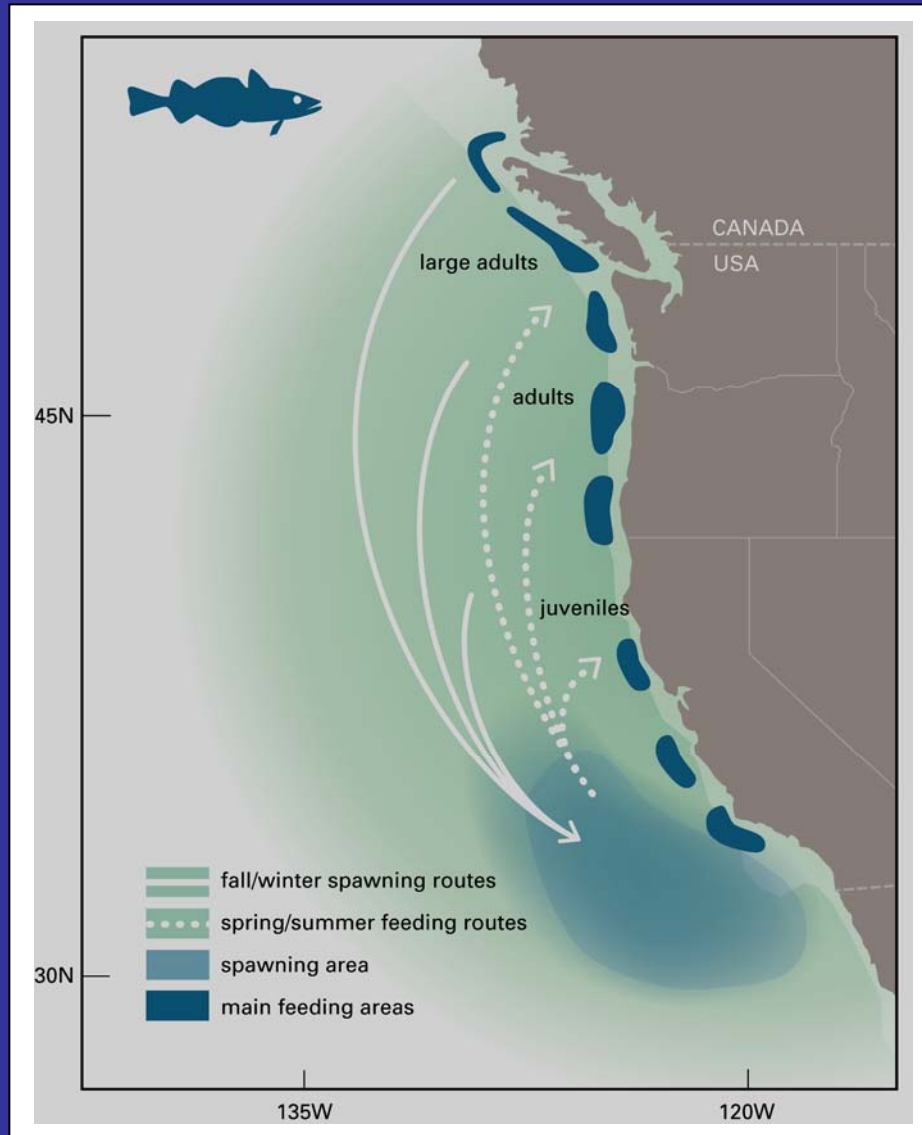 CANADA
USA
large adults
45N
adults
juveniles
fall/winter spawning routes
spring/summer feeding routes
spawning area
30N
main feeding areas
135W
120W